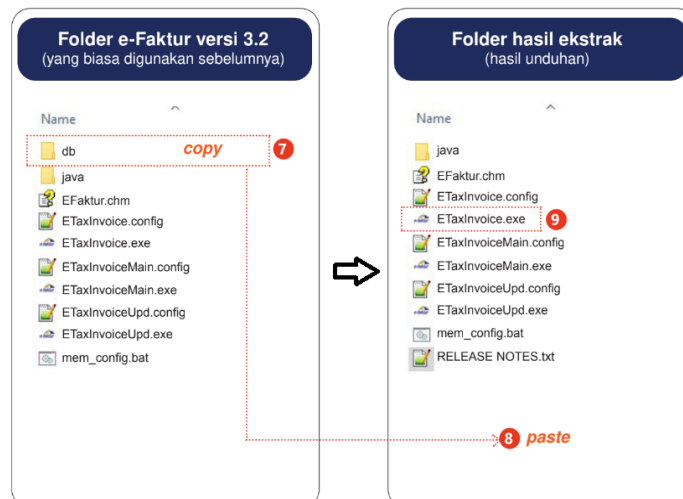 Folder e-Faktur versi 3.2
(yang biasa digunakan sebelumnya)
Name
db
copy
7
java
EFaktur.chm
ETaxInvoice.config
ETaxInvoice.exe
ETaxInvoiceMain.config
ETaxInvoiceMain.exe
ETaxInvoiceUpd.config
ETaxInvoiceUpd.exe
mem_config.bat
Folder hasil ekstrak
(hasil unduhan)
Name
java
EFaktur.chm
ETaxInvoice.config
ETaxInvoice.exe
9
ETaxInvoiceMain.config
ETaxInvoiceMain.exe
ETaxInvoiceUpd.config
ETaxInvoiceUpd.exe
mem_config.bat
RELEASE NOTES.txt
8 paste